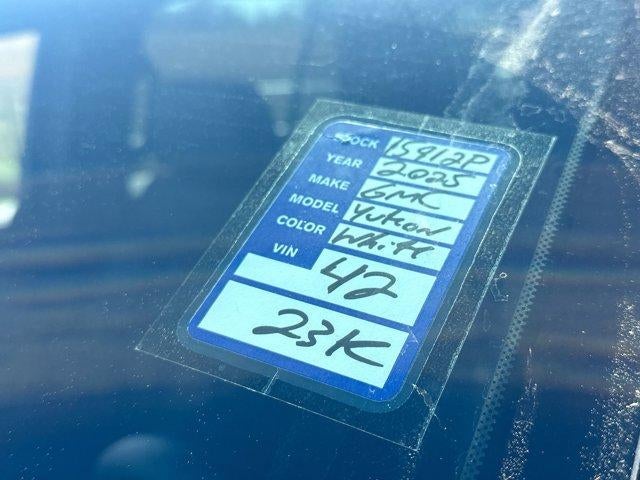 STOCK 15912P
YEAR 2025
MAKE GMC
MODEL Yukon
COLOR White
VIN 42
23K